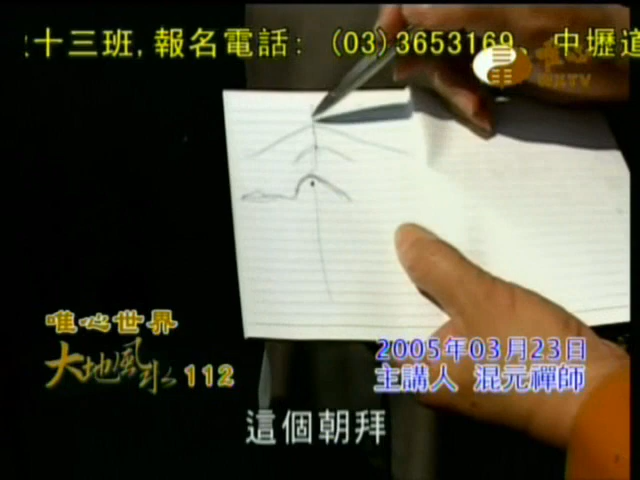 十三班,報名電話: (03)3653169、中壢道
唯心世界
大地風水 112
2005年03月23日
主講人 混元禪師
這個朝拜